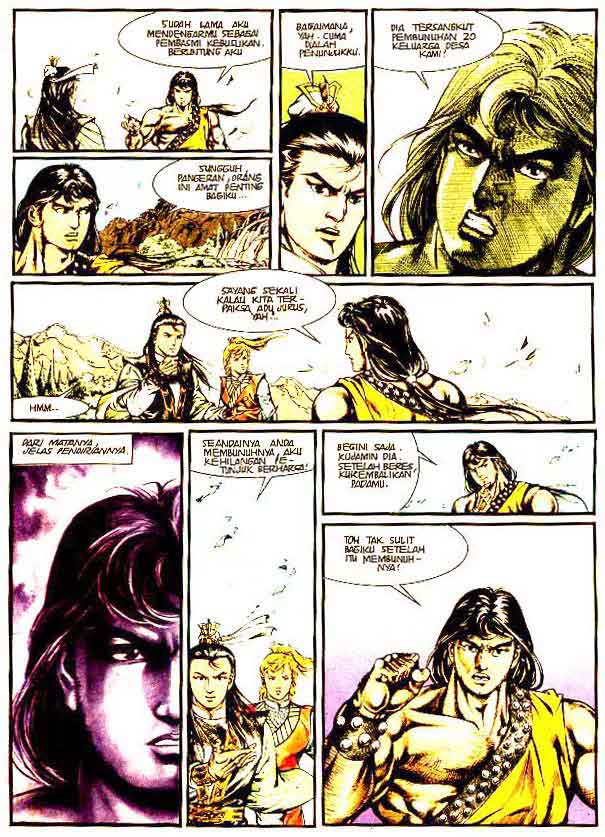 SUDAH LAMA AKU
MENDENGARMU SEBAGAI
PEMBASMI KEBUSUKAN.
BERUNTUNG AKU
BAGAIMANA,
YAH. CUMA
DIALAH
PENUNJUKKU.
DIA TERSANGKUT
PEMBUNUHAN 20
KELUARGA DESA
KAMI!
SUNGGUH,
PANGERAN, ORANG
INI AMAT PENTING
BAGIKU...
SAYANG SEKALI
KALAU KITA TER-
PAKSA ADU JURUS,
YAH...
HMM..
DARI MATANYA,
JELAS PENDIRIANNYA.
SEANDAINYA ANDA
MEMBUNUHNYA, AKU
KEHILANGAN PE-
TUNJUK BERHARGA!
BEGINI SAJA.
KUJAMIN DIA.
SETELAH BERES,
KUKEMBALIKAN
PADAMU.
TOH TAK SULIT
BAGIKU SETELAH
ITU MEMBUNUH-
NYA!